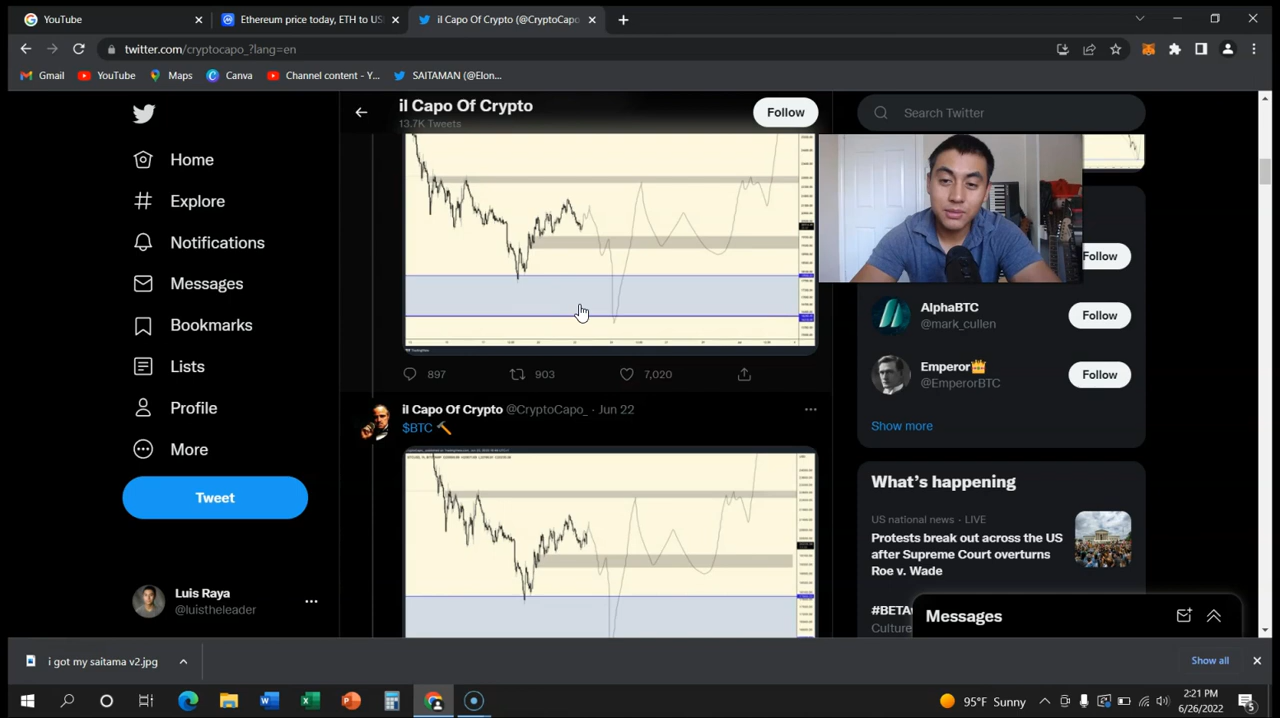 YouTube
Ethereum price today, ETH to US
il Capo Of Crypto (@CryptoCapo_
twitter.com/cryptocapo_?lang=en
Gmail
YouTube
Maps
Canva
Channel content - Y...
SAITAMAN (@Elon...
il Capo Of Crypto
13.7K Tweets
Follow
Search Twitter
Home
Explore
Notifications
Messages
Bookmarks
Lists
Profile
More
Tweet
Luis Raya
@luistheleader
897
903
7,020
il Capo Of Crypto @CryptoCapo_ · Jun 22
$BTC
Follow
AlphaBTC
@mark_cullen
Follow
Emperor
@EmperorBTC
Follow
Show more
What's happening
US national news · LIVE
Protests break out across the US
after Supreme Court overturns
Roe v. Wade
Culture
Messages
i got my saitama v2.jpg
Show all
95°F Sunny
2:21 PM
6/26/2022
5